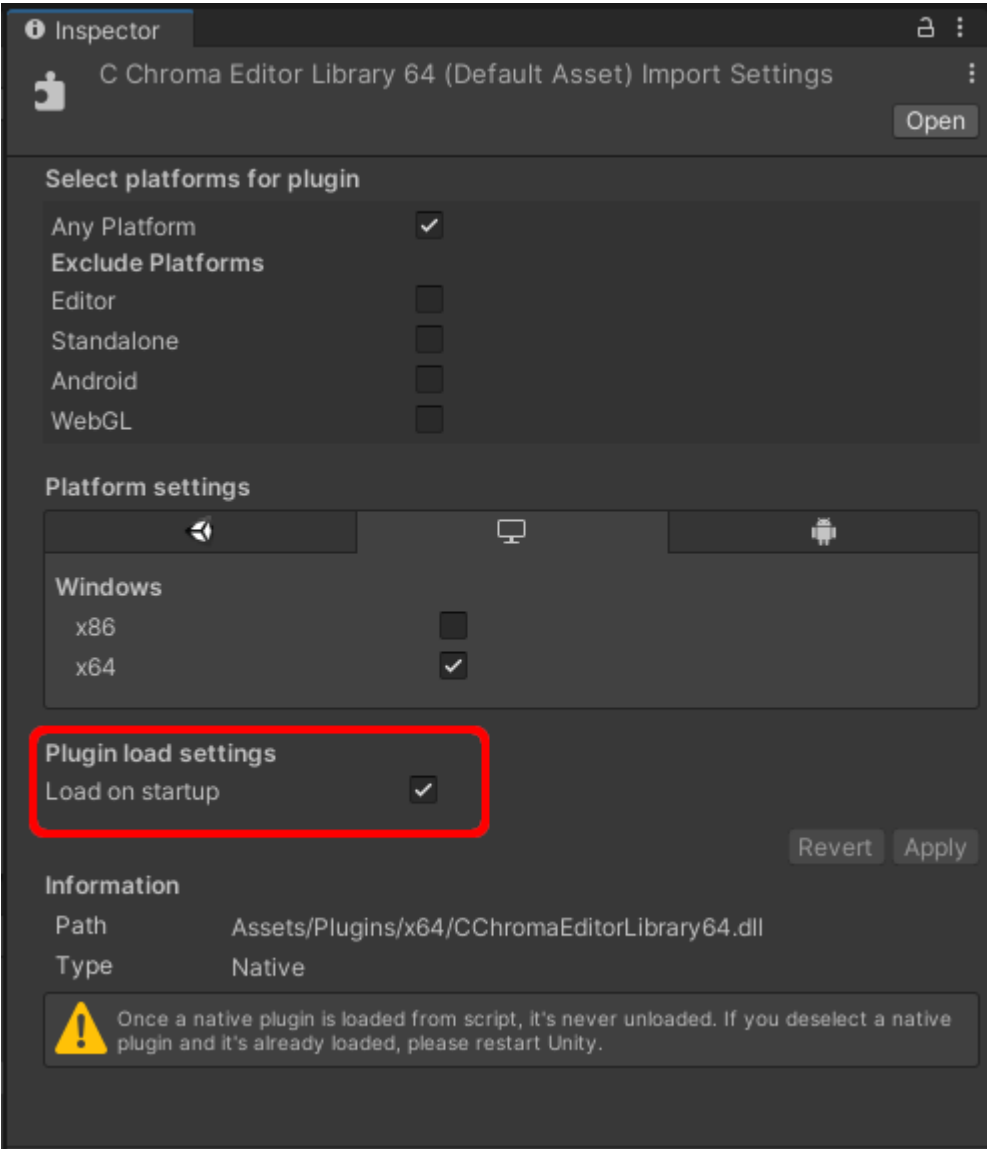 Inspector
C Chroma Editor Library 64 (Default Asset) Import Settings
Open
Select platforms for plugin
Any Platform
Exclude Platforms
Editor
Standalone
Android
WebGL
Platform settings
Windows
x86
x64
Plugin load settings
Load on startup
Revert Apply
Information
Path Assets/Plugins/x64/CChromaEditorLibrary64.dll
Type Native
Once a native plugin is loaded from script, it's never unloaded. If you deselect a native
plugin and it's already loaded, please restart Unity.